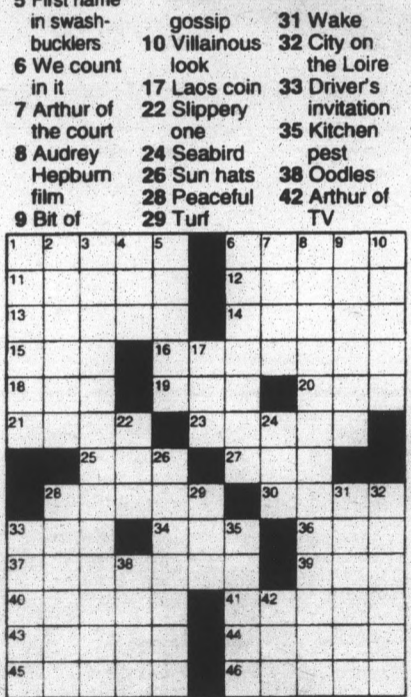 5 First name
in swash-
bucklers
6 We count
in it
7 Arthur of
the court
8 Audrey
Hepburn
film
9 Bit of
gossip
10 Villainous
look
17 Laos coin
22 Slippery
one
24 Seabird
26 Sun hats
28 Peaceful
29 Turf
31 Wake
32 City on
the Loire
33 Driver's
invitation
35 Kitchen
pest
38 Oodles
42 Arthur of
TV
1 2 3 4 5 6 7 8 9 10
11 12
13 14
15 16 17
18 19 20
21 22 23 24
25 26 27
28 29 30 31 32
33 34 35 36
37 38 39
40 41 42
43 44
45 46